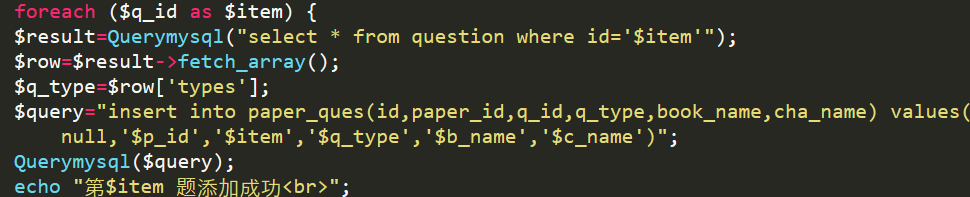 foreach ($q_id as $item) {
$result=Querymysql("select * from question where id='$item'");
$row=$result->fetch_array();
$q_type=$row['types'];
$query="insert into paper_ques(id,paper_id,q_id,q_type,book_name,cha_name) values(
null,'$p_id','$item','$q_type','$b_name','$c_name')";
Querymysql($query);
echo "第$item 题添加成功<br>";